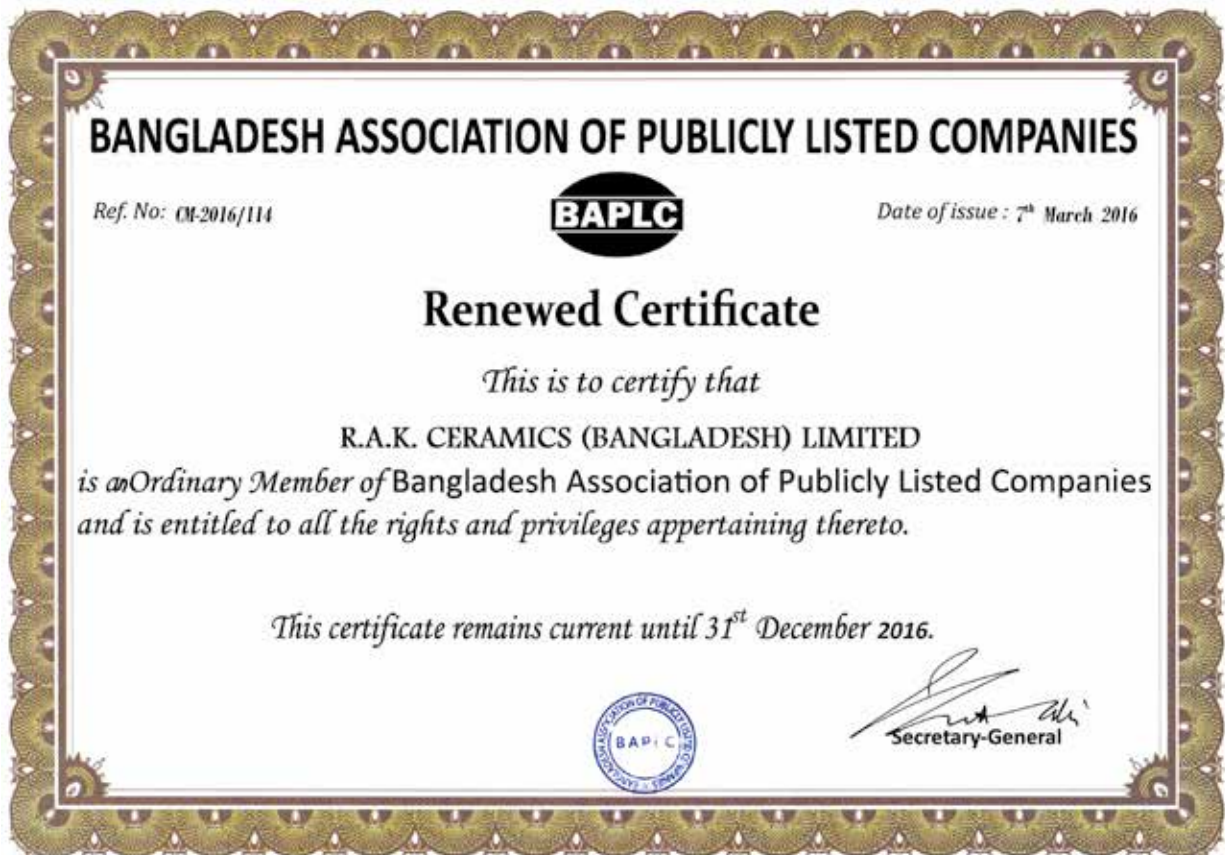 BANGLADESH ASSOCIATION OF PUBLICLY LISTED COMPANIES
Ref. No: CM-2016/114
BAPLC
Date of issue : 7th March 2016
Renewed Certificate
This is to certify that
R.A.K. CERAMICS (BANGLADESH) LIMITED
is an Ordinary Member of Bangladesh Association of Publicly Listed Companies
and is entitled to all the rights and privileges appertaining thereto.
This certificate remains current until 31st December 2016.
Secretary-General
BAPLC